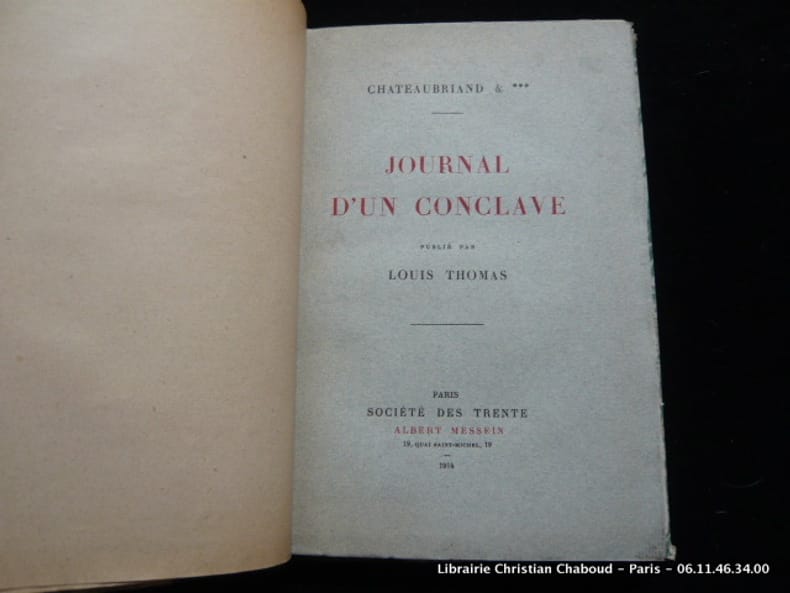 CHATEAUBRIAND & ***
JOURNAL
D'UN CONCLAVE
PUBLIÉ PAR
LOUIS THOMAS
PARIS
SOCIÉTÉ DES TRENTE
ALBERT MESSEIN
19, QUAI SAINT-MICHEL, 19
1914
Librairie Christian Chaboud - Paris - 06.11.46.34.00